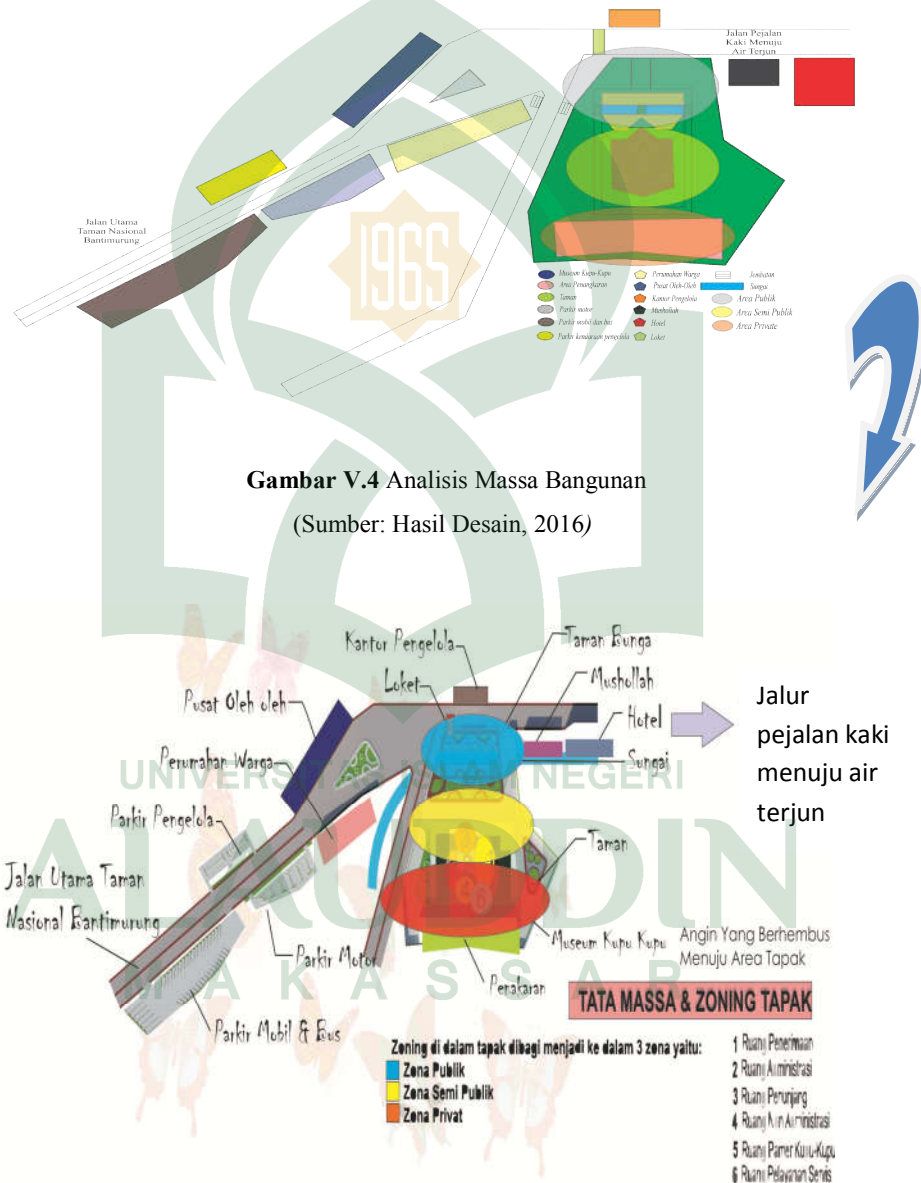 Jalan Pejalan
Kaki Menuju
Air Terjun
Jalan Utama
Taman Nasional
Bantimurung
1965
Museum Kupu-Kupu
Area Penangkaran
Taman
Parkir motor
Parkir mobil dan bus
Parkir kendaraan pengelola
Perumahan Warga
Pusat Oleh-Oleh
Kantor Pengelola
Mushollah
Hotel
Loket
Jembatan
Sungai
Area Publik
Area Semi Publik
Area Private
Gambar V.4 Analisis Massa Bangunan
(Sumber: Hasil Desain, 2016)
Kantor Pengelola
Taman Bunga
Loket
Mushollah
Pusat Oleh oleh
Hotel
Jalur
pejalan kaki
menuju air
terjun
Sungai
Perumahan Warga
UNIVERSITAS ISLAM NEGERI
Parkir Pengelola
Taman
ALAUDDIN
Jalan Utama Taman
Nasional Bantimurung
Museum Kupu Kupu
Angin Yang Berhembus
Menuju Area Tapak
Parkir Motor
Penakaran
MAKASSAR
Parkir Mobil & Bus
TATA MASSA & ZONING TAPAK
Zoning di dalam tapak dibagi menjadi ke dalam 3 zona yaitu:
Zona Publik
Zona Semi Publik
Zona Privat
1 Ruang Penerimaan
2 Ruang Administrasi
3 Ruang Penunjang
4 Ruang Non Administrasi
5 Ruang Pamer Kupu-Kupu
6 Ruang Pelayanan Servis